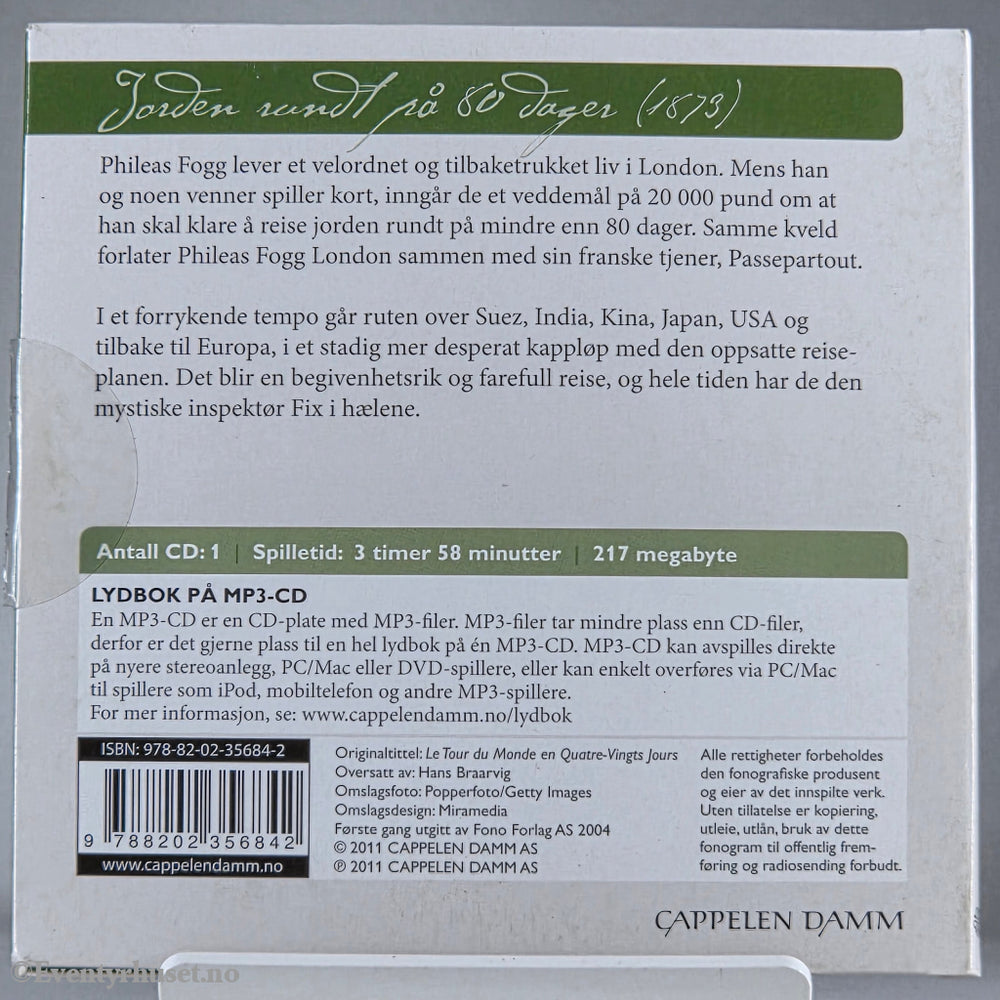 Jorden rundt på 80 dager (1873)
Phileas Fogg lever et velordnet og tilbaketrukket liv i London. Mens han
og noen venner spiller kort, inngår de et veddemål på 20 000 pund om at
han skal klare å reise jorden rundt på mindre enn 80 dager. Samme kveld
forlater Phileas Fogg London sammen med sin franske tjener, Passepartout.
I et forrykende tempo går ruten over Suez, India, Kina, Japan, USA og
tilbake til Europa, i et stadig mer desperat kappløp med den oppsatte reise-
planen. Det blir en begivenhetsrik og farefull reise, og hele tiden har de den
mystiske inspektør Fix i hælene.
Antall CD: 1 | Spilletid: 3 timer 58 minutter | 217 megabyte
LYDBOK PÅ MP3-CD
En MP3-CD er en CD-plate med MP3-filer. MP3-filer tar mindre plass enn CD-filer,
derfor er det gjerne plass til en hel lydbok på én MP3-CD. MP3-CD kan avspilles direkte
på nyere stereoanlegg, PC/Mac eller DVD-spillere, eller kan enkelt overføres via PC/Mac
til spillere som iPod, mobiltelefon og andre MP3-spillere.
For mer informasjon, se: www.cappelendamm.no/lydbok
ISBN: 978-82-02-35684-2
9 788202 356842
www.cappelendamm.no
Originaltittel: Le Tour du Monde en Quatre-Vingts Jours
Oversatt av: Hans Braarvig
Omslagsfoto: Popperfoto/Getty Images
Omslagsdesign: Miramedia
Første gang utgitt av Fono Forlag AS 2004
© 2011 CAPPELEN DAMM AS
℗ 2011 CAPPELEN DAMM AS
Alle rettigheter forbeholdes
den fonografiske produsent
og eier av det innspilte verk.
Uten tillatelse er kopiering,
utleie, utlån, bruk av dette
fonogram til offentlig frem-
føring og radiosending forbudt.
CAPPELEN DAMM
©Eventyrhuset.no